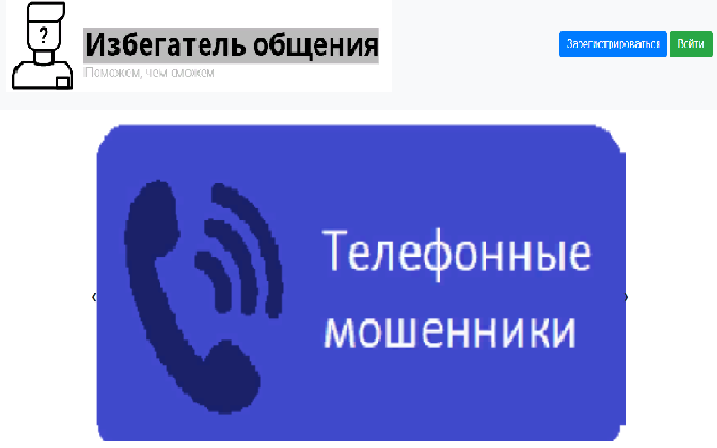 ?
Избегатель общения
Поможем, чем сможем
Зарегистрироваться
Войти
Телефонные
мошенники